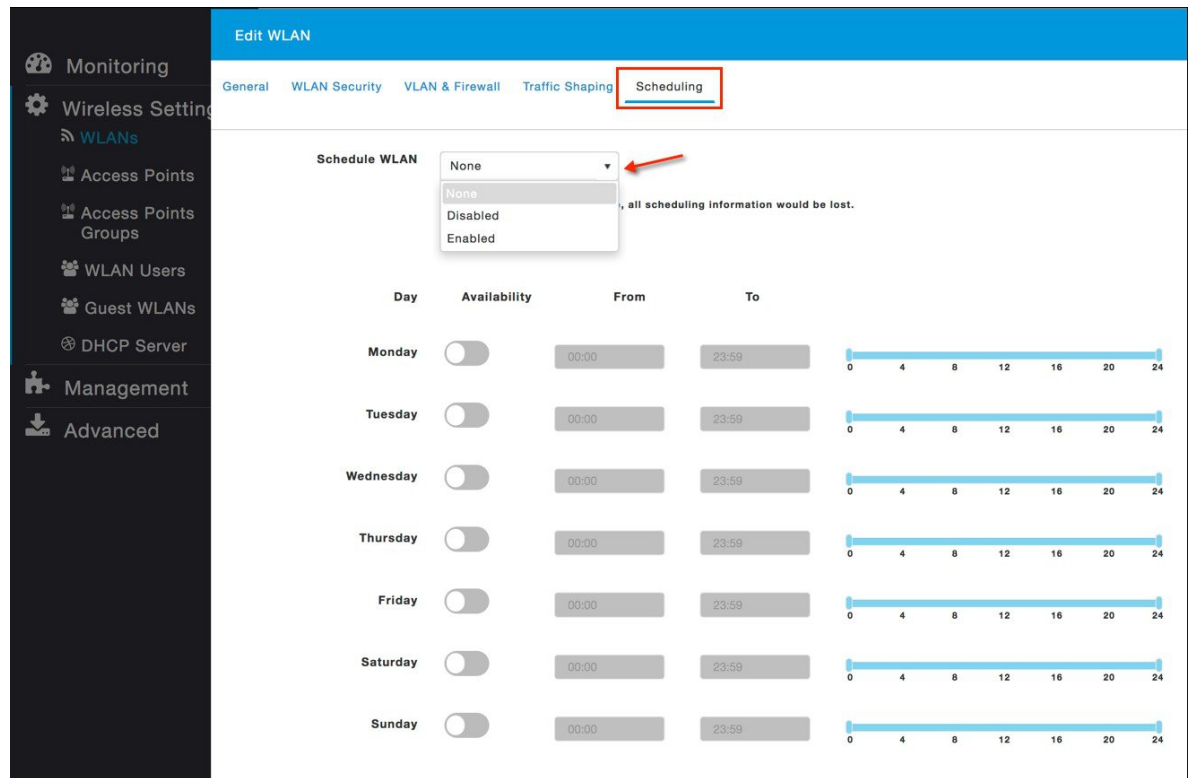 Edit WLAN
Monitoring
General WLAN Security VLAN & Firewall Traffic Shaping Scheduling
Wireless Setting
WLANs
Access Points
Access Points
Groups
WLAN Users
Guest WLANs
DHCP Server
Management
Advanced
Schedule WLAN None
None
Disabled
Enabled
, all scheduling information would be lost.
Day Availability From To
Monday 00:00 23:59 0 4 8 12 16 20 24
Tuesday 00:00 23:59 0 4 8 12 16 20 24
Wednesday 00:00 23:59 0 4 8 12 16 20 24
Thursday 00:00 23:59 0 4 8 12 16 20 24
Friday 00:00 23:59 0 4 8 12 16 20 24
Saturday 00:00 23:59 0 4 8 12 16 20 24
Sunday 00:00 23:59 0 4 8 12 16 20 24